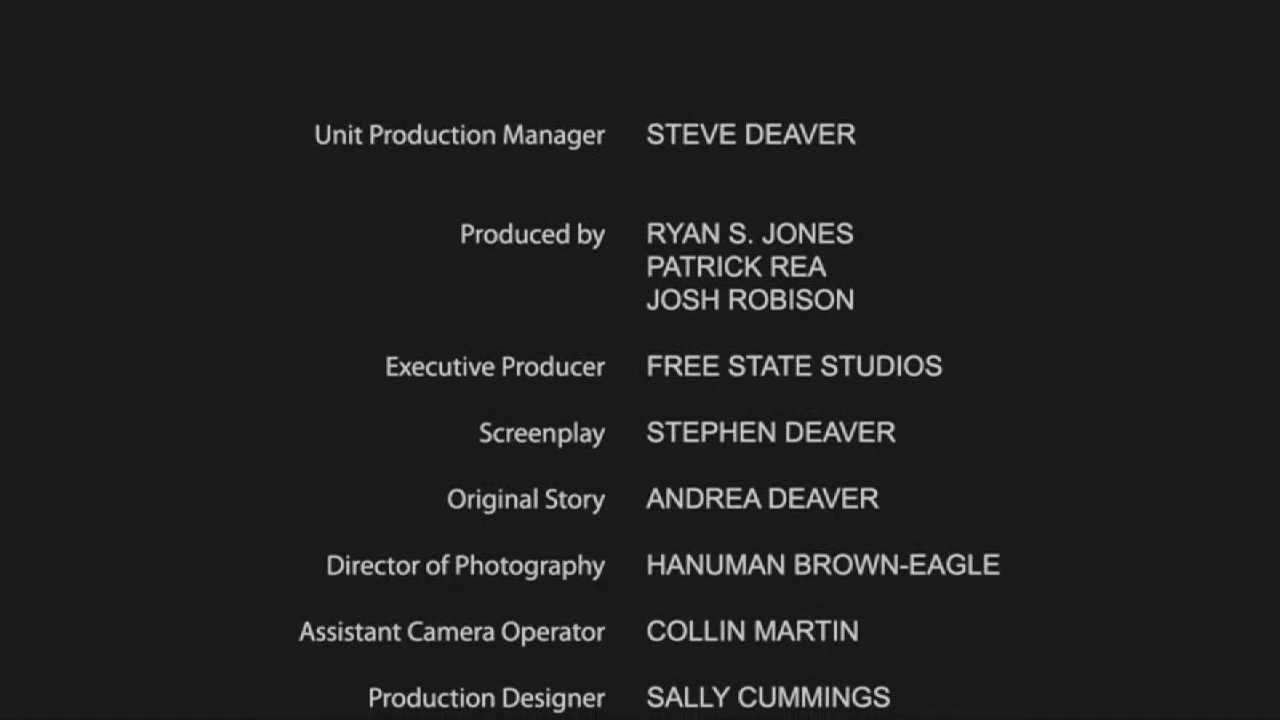 Unit Production Manager STEVE DEAVER
Produced by RYAN S. JONES
PATRICK REA
JOSH ROBISON
Executive Producer FREE STATE STUDIOS
Screenplay STEPHEN DEAVER
Original Story ANDREA DEAVER
Director of Photography HANUMAN BROWN-EAGLE
Assistant Camera Operator COLLIN MARTIN
Production Designer SALLY CUMMINGS